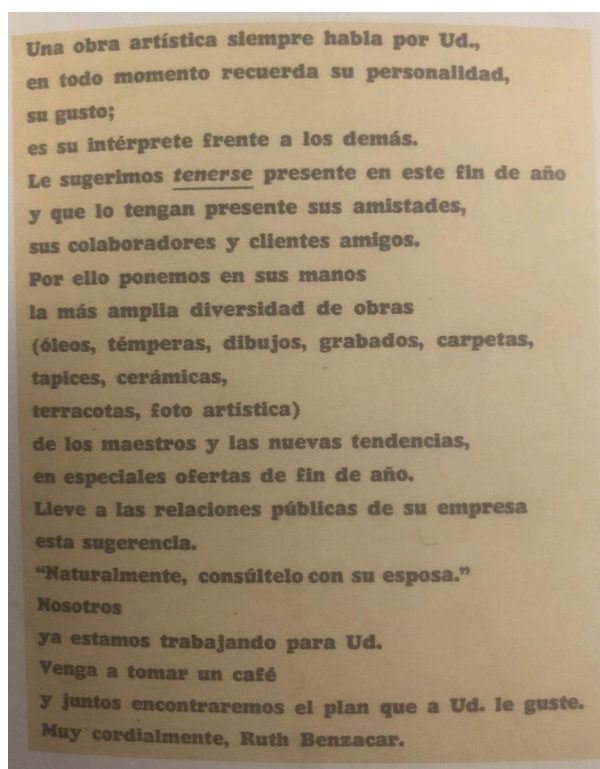 Una obra artística siempre habla por Ud.,
en todo momento recuerda su personalidad,
su gusto;
es su intérprete frente a los demás.
Le sugerimos tenerse presente en este fin de año
y que lo tengan presente sus amistades,
sus colaboradores y clientes amigos.
Por ello ponemos en sus manos
la más amplia diversidad de obras
(óleos, témperas, dibujos, grabados, carpetas,
tapices, cerámicas,
terracotas, foto artística)
de los maestros y las nuevas tendencias,
en especiales ofertas de fin de año.
Lleve a las relaciones públicas de su empresa
esta sugerencia.
“Naturalmente, consúltelo con su esposa.”
Nosotros
ya estamos trabajando para Ud.
Venga a tomar un café
y juntos encontraremos el plan que a Ud. le guste.
Muy cordialmente, Ruth Benzacar.